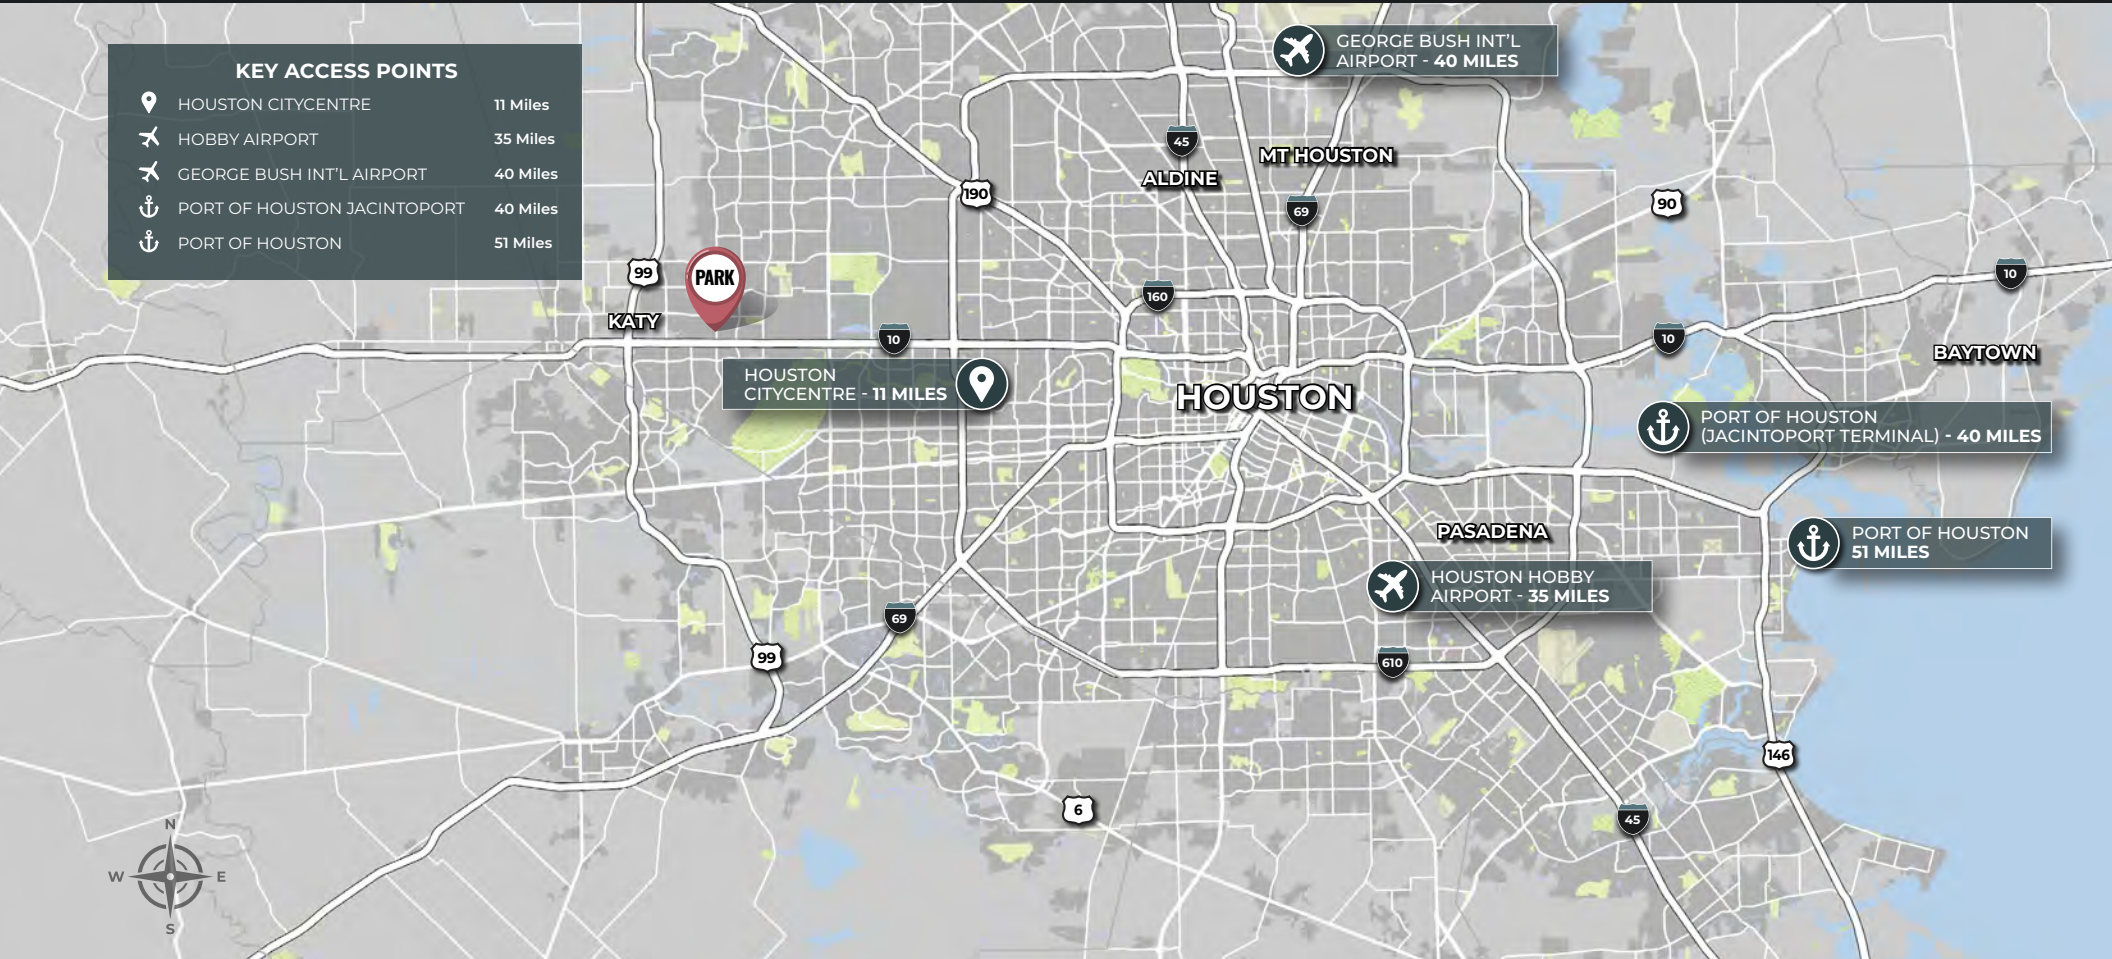 KEY ACCESS POINTS
HOUSTON CITYCENTRE 11 Miles
HOBBY AIRPORT 35 Miles
GEORGE BUSH INT'L AIRPORT 40 Miles
PORT OF HOUSTON JACINTOPORT 40 Miles
PORT OF HOUSTON 51 Miles
GEORGE BUSH INT'L
AIRPORT - 40 MILES
45
MT HOUSTON
ALDINE
190
69
90
99
PARK
10
160
KATY
10
10
BAYTOWN
HOUSTON
CITYCENTRE - 11 MILES
HOUSTON
PORT OF HOUSTON
(JACINTOPORT TERMINAL) - 40 MILES
PASADENA
PORT OF HOUSTON
51 MILES
HOUSTON HOBBY
AIRPORT - 35 MILES
69
99
610
146
6
45
N
W E
S